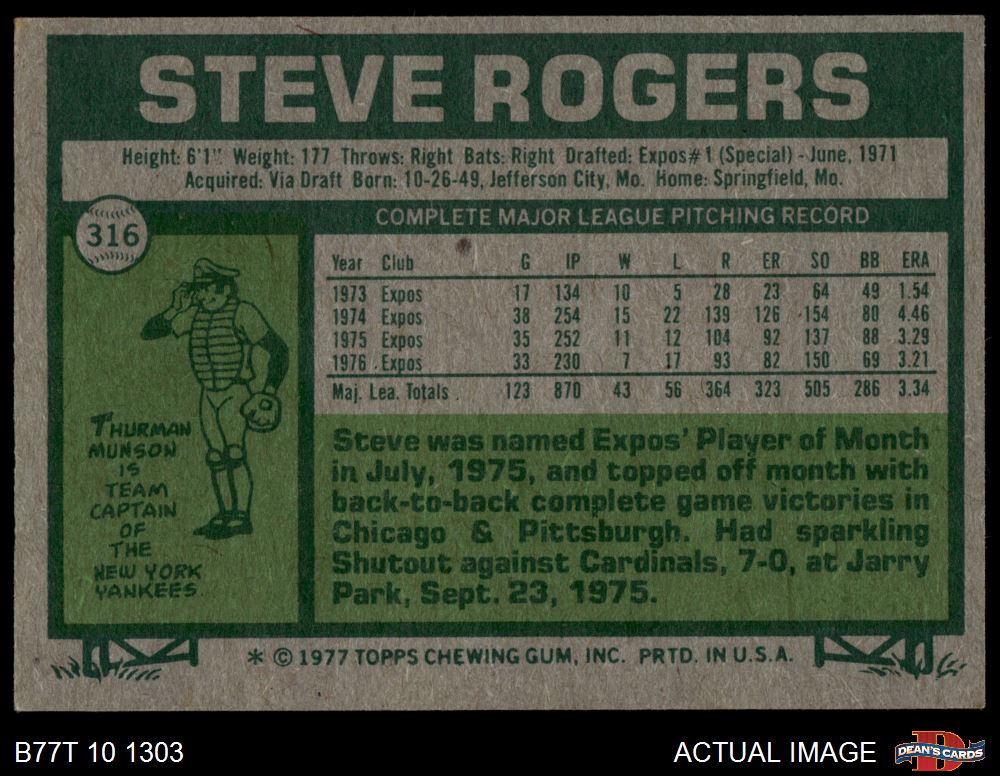 STEVE ROGERS
Height: 6'1" Weight: 177 Throws: Right Bats: Right Drafted: Expos#1 (Special) - June, 1971
Acquired: Via Draft Born: 10-26-49, Jefferson City, Mo. Home: Springfield, Mo.
316
COMPLETE MAJOR LEAGUE PITCHING RECORD
Year Club G IP W L R ER SO BB ERA
1973 Expos 17 134 10 5 28 23 64 49 1.54
1974 Expos 38 254 15 22 139 126 154 80 4.46
1975 Expos 35 252 11 12 104 92 137 88 3.29
1976 Expos 33 230 7 17 93 82 150 69 3.21
Maj. Lea. Totals 123 870 43 56 364 323 505 286 3.34
THURMAN
MUNSON
IS
TEAM
CAPTAIN
OF
THE
NEW YORK
YANKEES.
Steve was named Expos' Player of Month
in July, 1975, and topped off month with
back-to-back complete game victories in
Chicago & Pittsburgh. Had sparkling
Shutout against Cardinals, 7-0, at Jarry
Park, Sept. 23, 1975.
* © 1977 TOPPS CHEWING GUM, INC. PRTD. IN U.S.A.
B77T 10 1303
ACTUAL IMAGE
DEAN'S CARDS